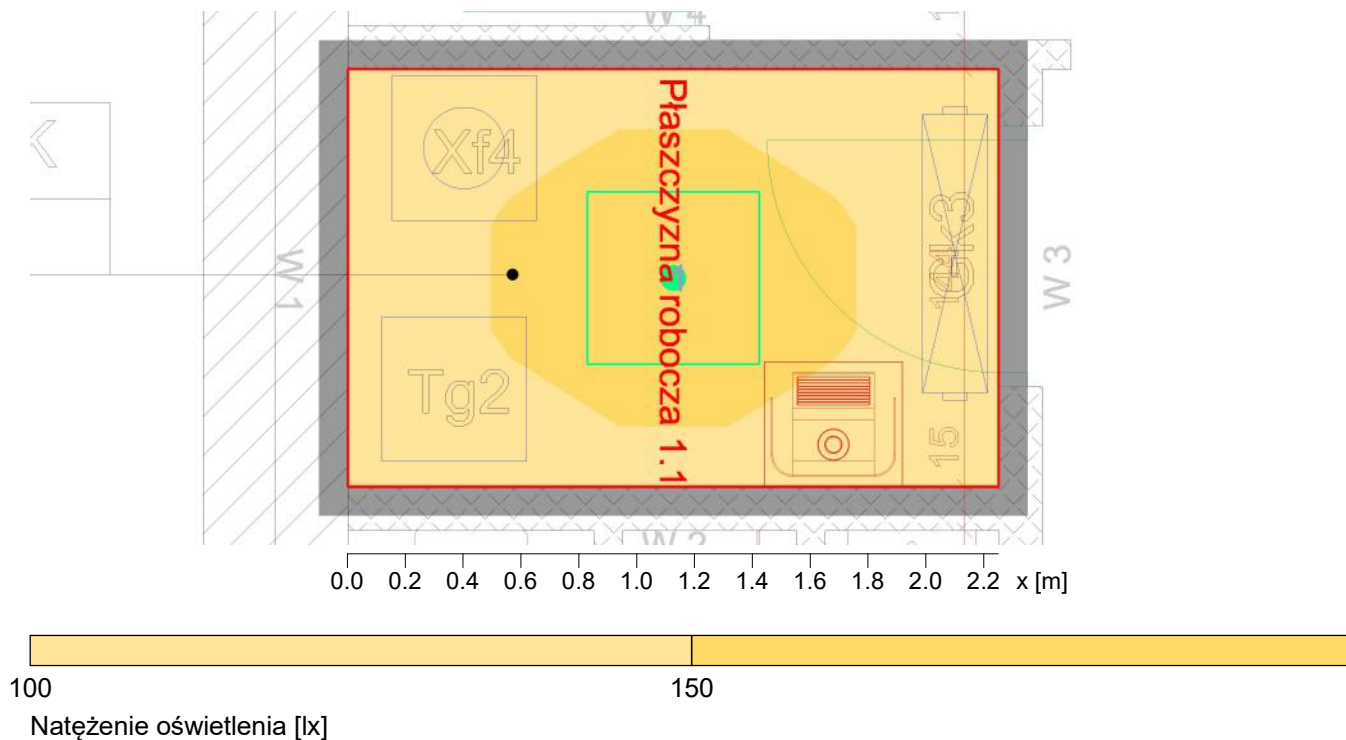 W 4
1
K
Xf4
Płaszczyzna robocza 1.1
W 1
W 3
Tg2
15
W 2
0.0 0.2 0.4 0.6 0.8 1.0 1.2 1.4 1.6 1.8 2.0 2.2 x [m]
100 150
Natężenie oświetlenia [lx]